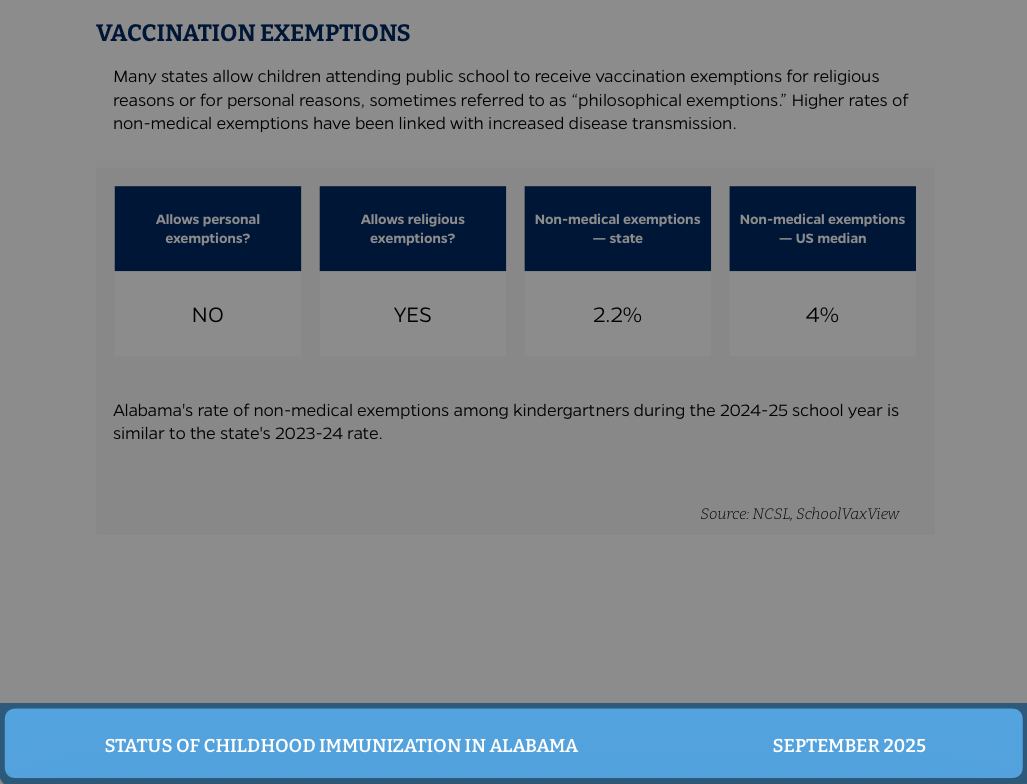 VACCINATION EXEMPTIONS
Many states allow children attending public school to receive vaccination exemptions for religious
reasons or for personal reasons, sometimes referred to as “philosophical exemptions.” Higher rates of
non-medical exemptions have been linked with increased disease transmission.
Allows personal
exemptions?
NO
Allows religious
exemptions?
YES
Non-medical exemptions
— state
2.2%
Non-medical exemptions
— US median
4%
Alabama's rate of non-medical exemptions among kindergartners during the 2024-25 school year is
similar to the state's 2023-24 rate.
Source: NCSL, SchoolVaxView
STATUS OF CHILDHOOD IMMUNIZATION IN ALABAMA
SEPTEMBER 2025